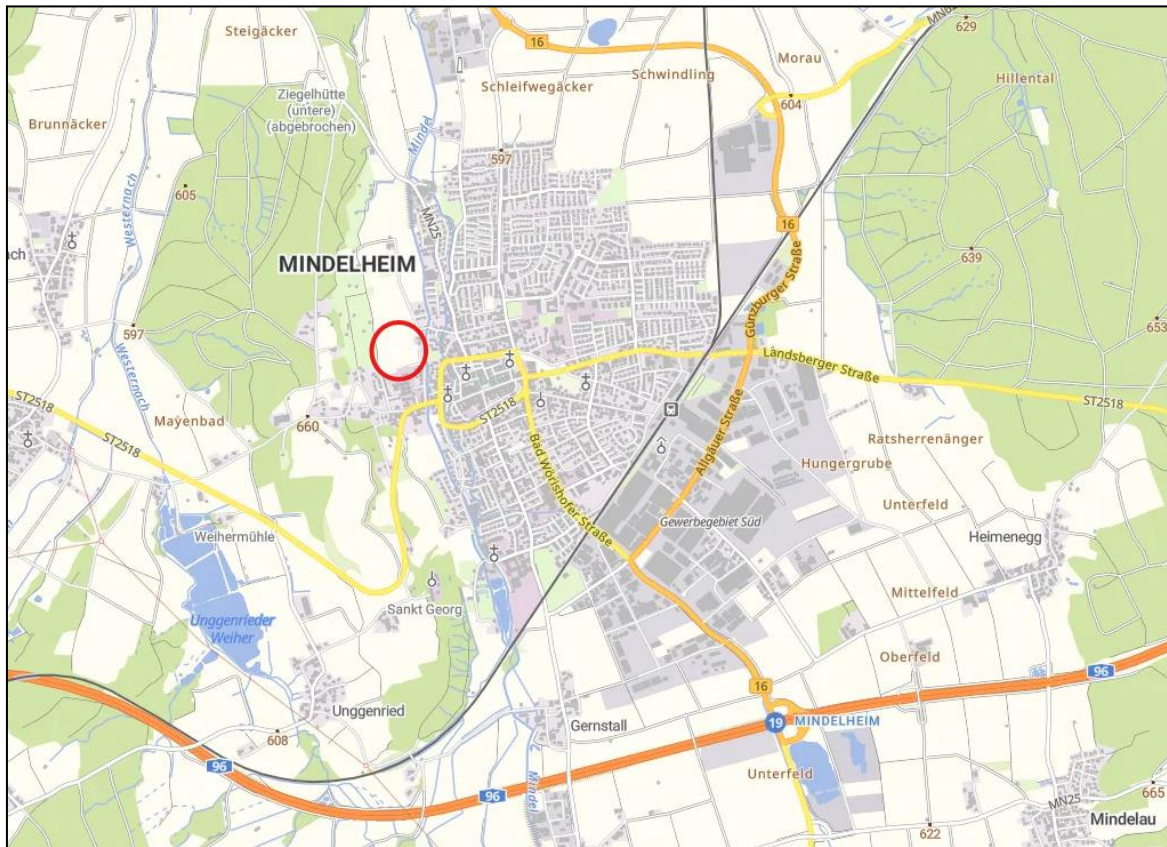 MN60
629
Steigäcker
16
Morau
Schwindling
Hillental
Schleifwegäcker
604
Ziegelhütte
(untere)
(abgebrochen)
Brunnäcker
Mindel
597
605
Westernach
MN25
16
639
ach
MINDELHEIM
Günzburger Straße
653
597
Westernach
Landsberger Straße
ST2518
ST2518
Mayenbad
660
ST2518
ST2518
Ratsherrenänger
Bad Wörishofer Straße
Allgäuer Straße
Hungergrube
Unterfeld
Gewerbegebiet Süd
Weihermühle
Heimenegg
Mittelfeld
Sankt Georg
Unggenrieder
Weiher
Oberfeld
96
16
Unggenried
Gernstall
19
MINDELHEIM
608
96
Unterfeld
96
Mindel
MN25
665
Mindelau
622